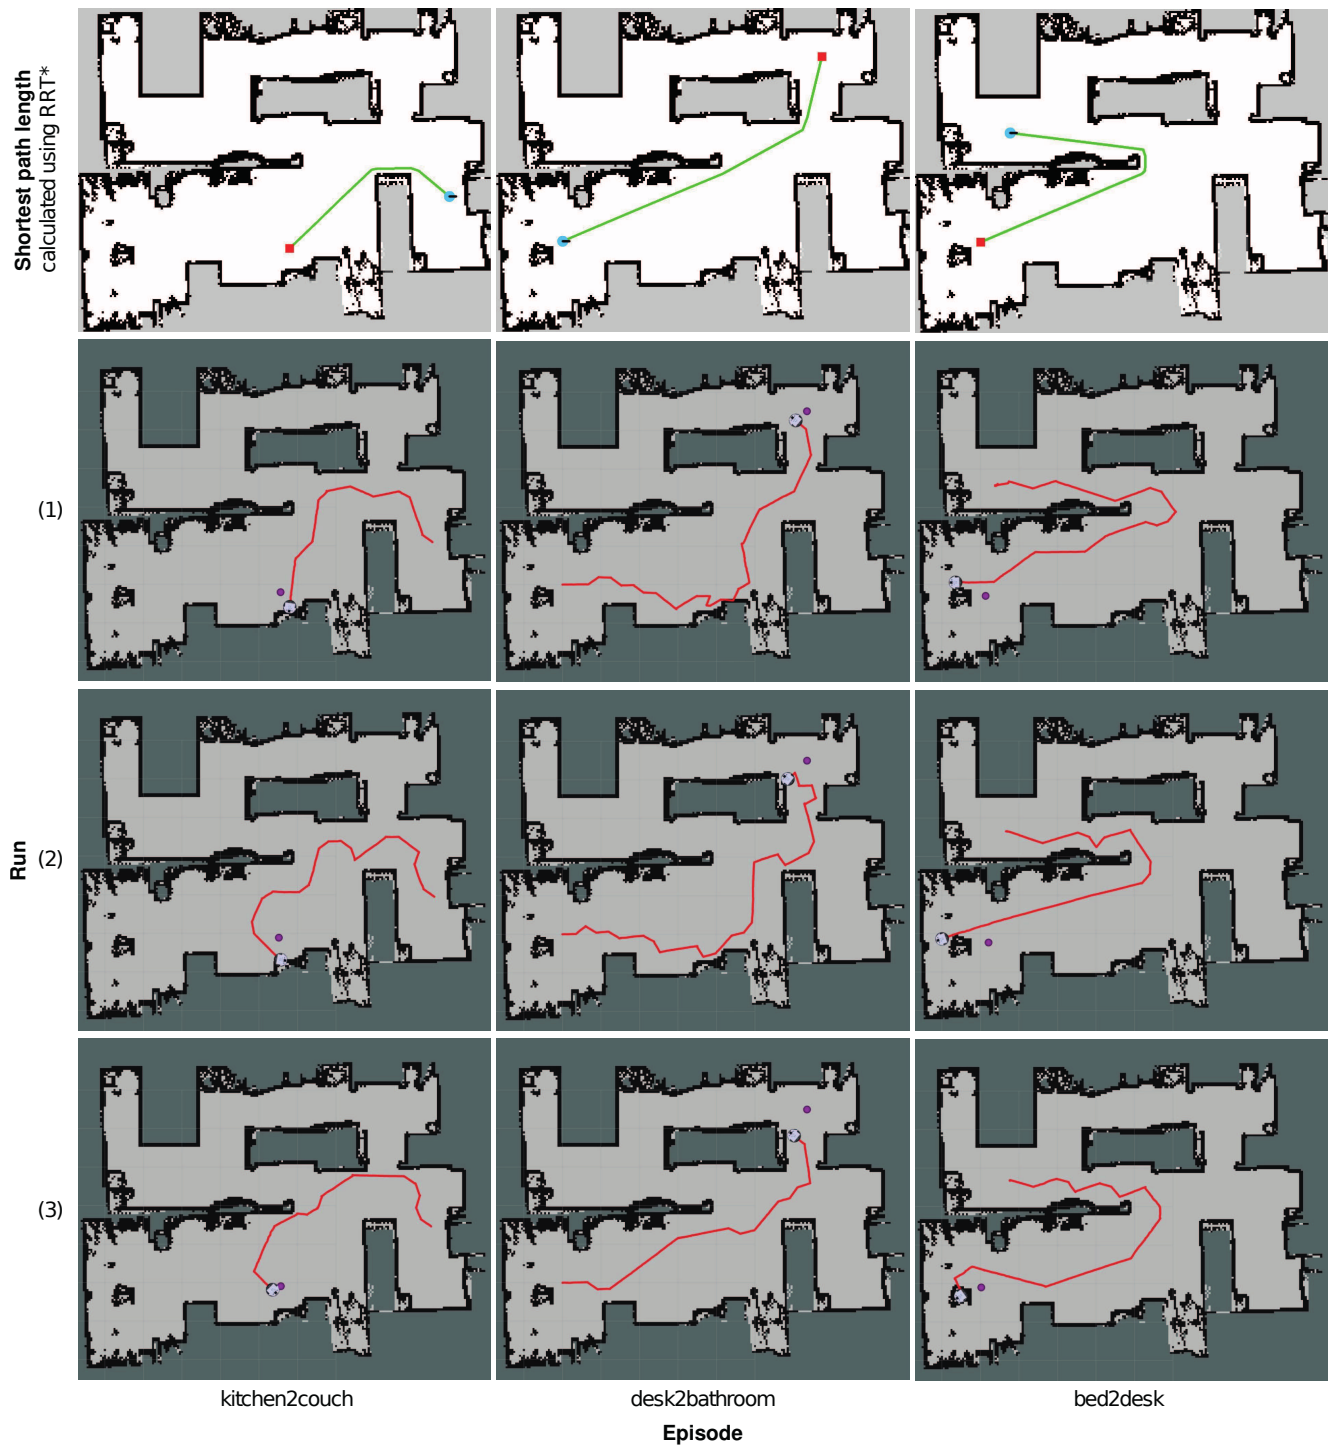 Shortest path length
calculated using RRT*
(1)
Run
(2)
(3)
kitchen2couch
desk2bathroom
bed2desk
Episode